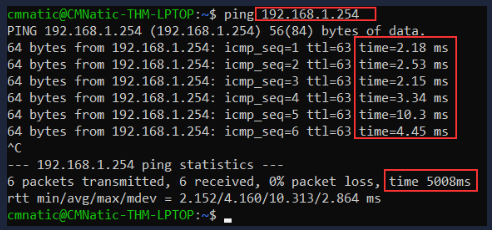 cmnatic@CMNatic-THM-LPTOP:~$ ping 192.168.1.254
PING 192.168.1.254 (192.168.1.254) 56(84) bytes of data.
64 bytes from 192.168.1.254: icmp_seq=1 ttl=63 time=2.18 ms
64 bytes from 192.168.1.254: icmp_seq=2 ttl=63 time=2.53 ms
64 bytes from 192.168.1.254: icmp_seq=3 ttl=63 time=2.15 ms
64 bytes from 192.168.1.254: icmp_seq=4 ttl=63 time=3.34 ms
64 bytes from 192.168.1.254: icmp_seq=5 ttl=63 time=10.3 ms
64 bytes from 192.168.1.254: icmp_seq=6 ttl=63 time=4.45 ms
^C
--- 192.168.1.254 ping statistics ---
6 packets transmitted, 6 received, 0% packet loss, time 5008ms
rtt min/avg/max/mdev = 2.152/4.160/10.313/2.864 ms
cmnatic@CMNatic-THM-LPTOP:~$